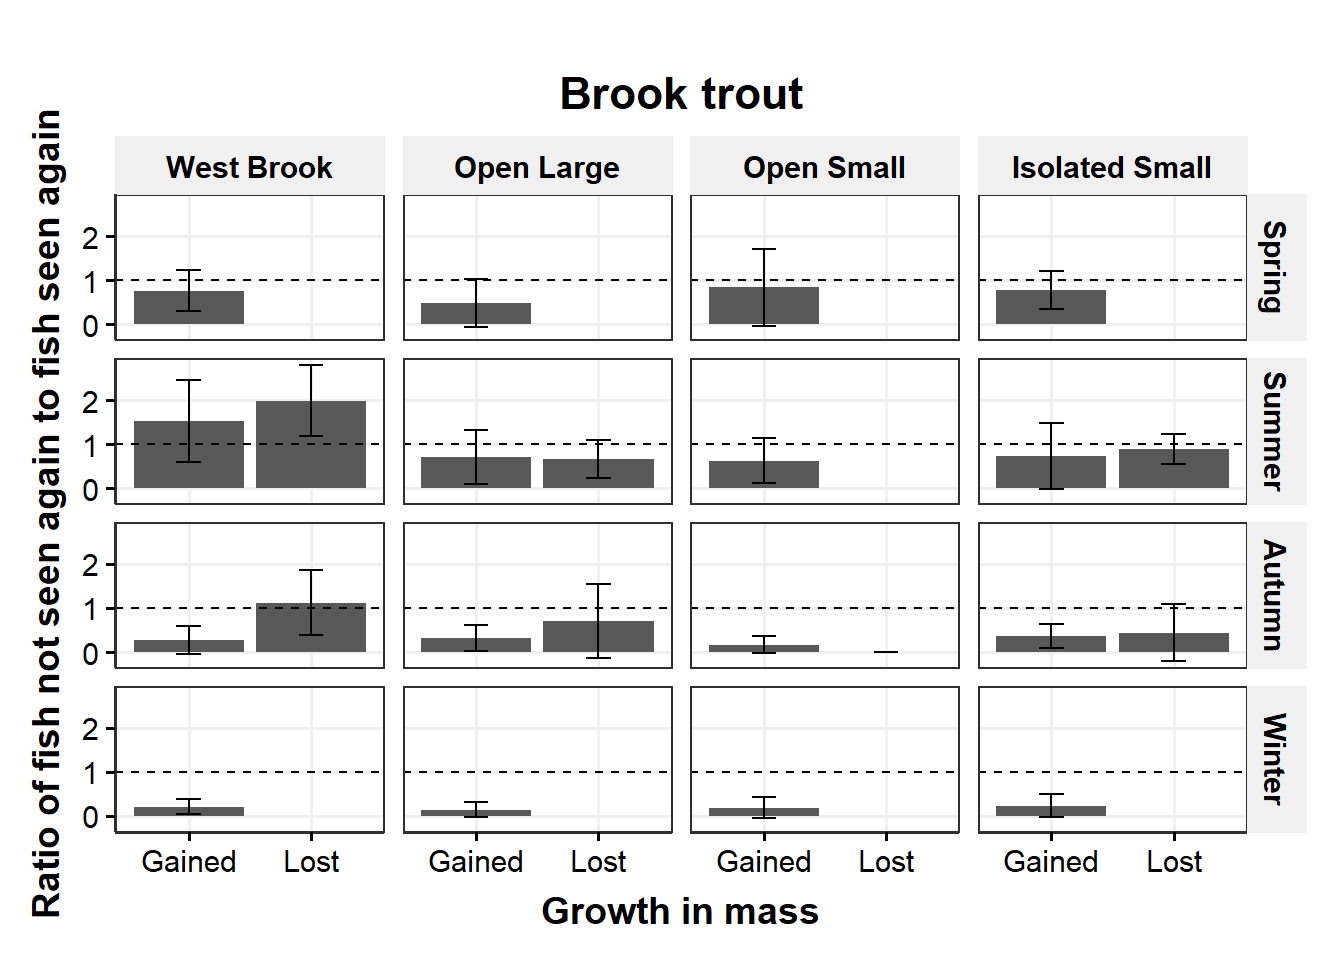 Brook trout
West Brook
Open Large
Open Small
Isolated Small
Ratio of fish not seen again to fish seen again
2
1
0
Spring
2
1
0
Summer
2
1
0
Autumn
2
1
0
Winter
Gained Lost Gained Lost Gained Lost Gained Lost
Growth in mass